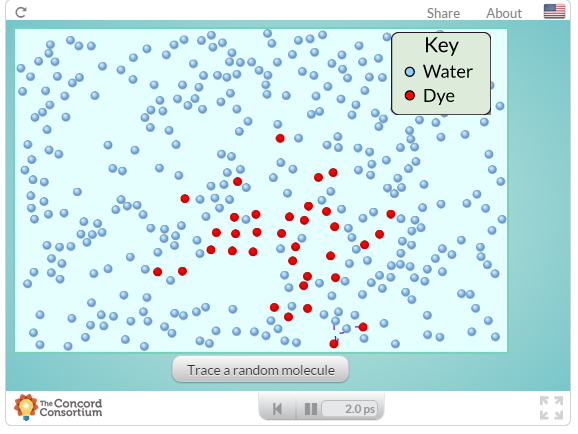 Share About
Key
Water
Dye
Trace a random molecule
The Concord
Consortium
2.0 ps